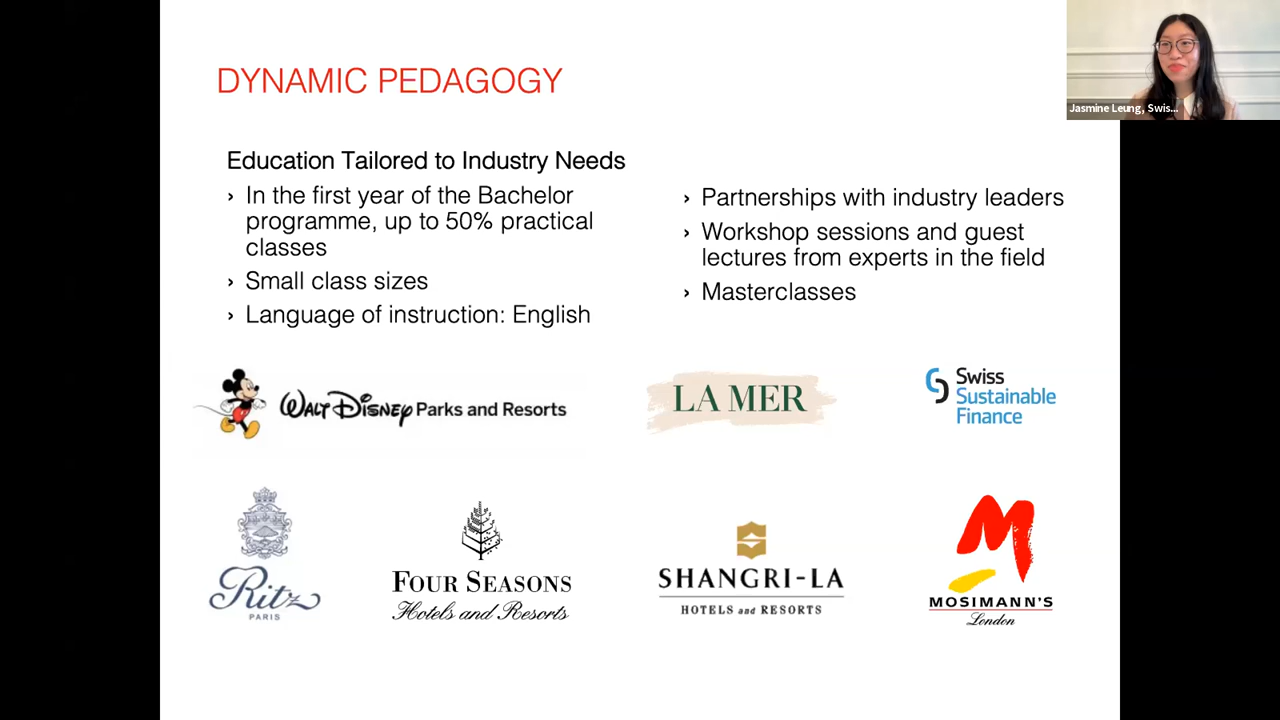 DYNAMIC PEDAGOGY
Jasmine Leung, Swis...
Education Tailored to Industry Needs
› In the first year of the Bachelor
programme, up to 50% practical
classes
› Small class sizes
› Language of instruction: English
› Partnerships with industry leaders
› Workshop sessions and guest
lectures from experts in the field
› Masterclasses
WALT DISNEY Parks and Resorts
LA MER
Swiss
Sustainable
Finance
Ritz
PARIS
FOUR SEASONS
Hotels and Resorts
SHANGRI-LA
HOTELS and RESORTS
MOSIMANN'S
London